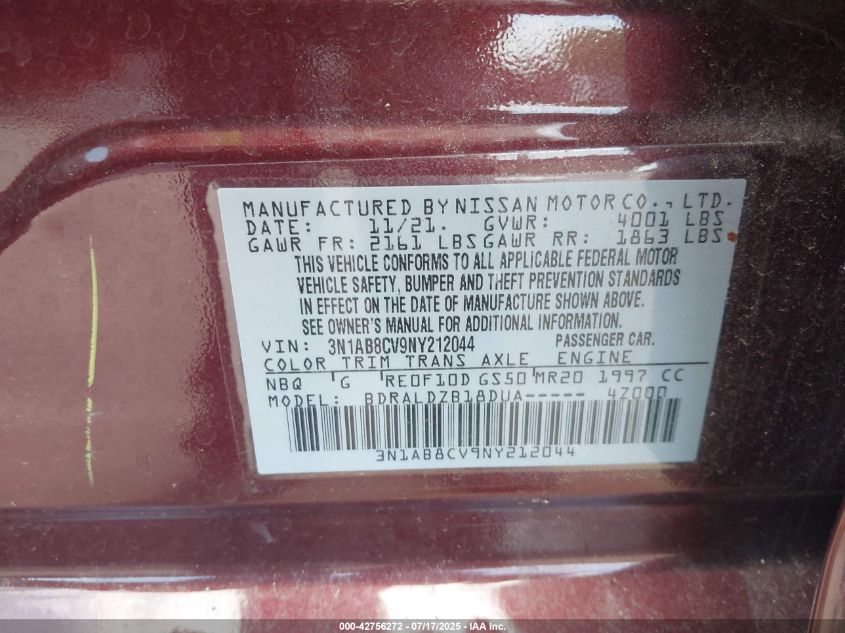 MANUFACTURED BY NISSAN MOTOR CO., LTD.
DATE: 11/21. GVWR: 4001 LBS
GAWR FR: 2161 LBS GAWR RR: 1863 LBS
THIS VEHICLE CONFORMS TO ALL APPLICABLE FEDERAL MOTOR
VEHICLE SAFETY, BUMPER AND THEFT PREVENTION STANDARDS
IN EFFECT ON THE DATE OF MANUFACTURE SHOWN ABOVE.
SEE OWNER'S MANUAL FOR ADDITIONAL INFORMATION.
VIN: 3N1AB8CV9NY212044 PASSENGER CAR.
COLOR TRIM TRANS AXLE ENGINE
NBQ G RE0F10D GS50 MR20 1997 CC
MODEL: BDRALDZB18DUA----- 4Z000
3N1AB8CV9NY212044
000-42756272 - 07/17/2025 - IAA Inc.